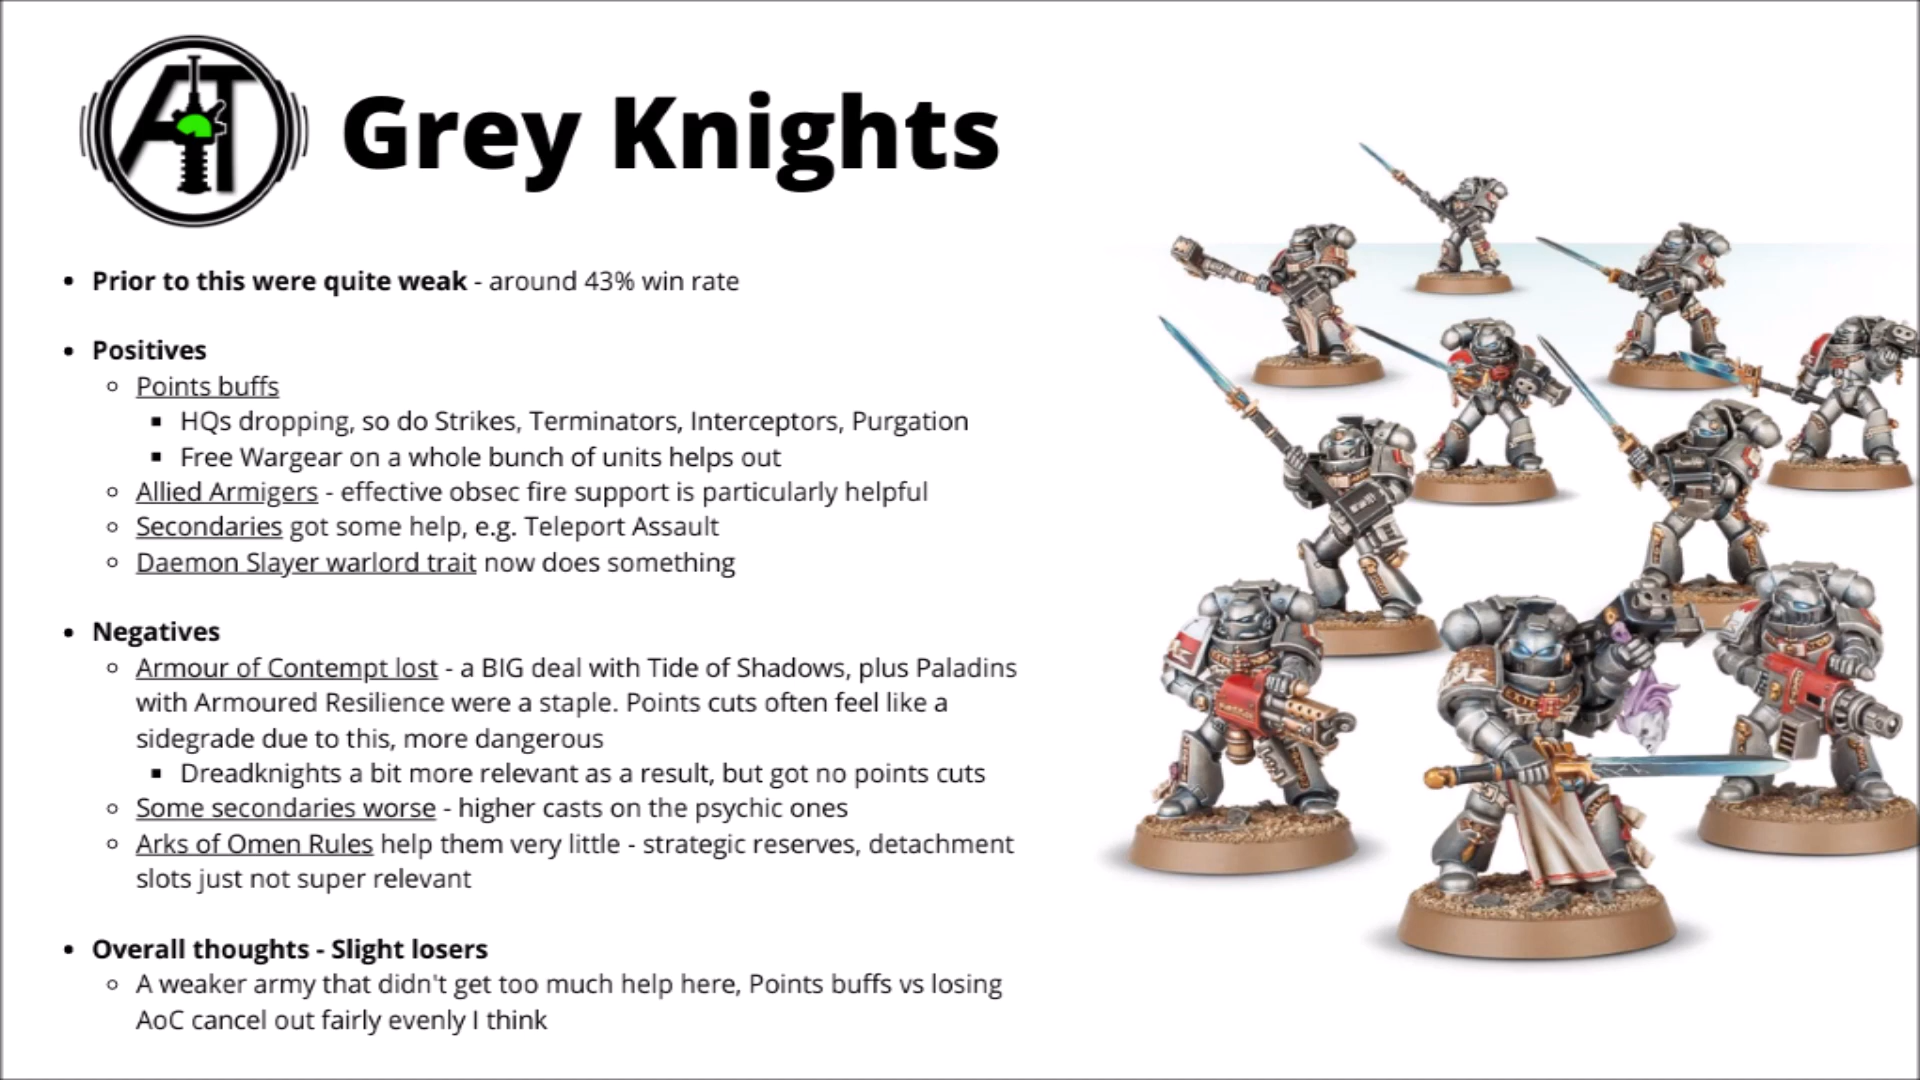 AT
Grey Knights
• Prior to this were quite weak - around 43% win rate
• Positives
◦ Points buffs
▪ HQs dropping, so do Strikes, Terminators, Interceptors, Purgation
▪ Free Wargear on a whole bunch of units helps out
◦ Allied Armigers - effective obsec fire support is particularly helpful
◦ Secondaries got some help, e.g. Teleport Assault
◦ Daemon Slayer warlord trait now does something
• Negatives
◦ Armour of Contempt lost - a BIG deal with Tide of Shadows, plus Paladins
with Armoured Resilience were a staple. Points cuts often feel like a
sidegrade due to this, more dangerous
▪ Dreadknights a bit more relevant as a result, but got no points cuts
◦ Some secondaries worse - higher casts on the psychic ones
◦ Arks of Omen Rules help them very little - strategic reserves, detachment
slots just not super relevant
• Overall thoughts - Slight losers
◦ A weaker army that didn't get too much help here, Points buffs vs losing
AoC cancel out fairly evenly I think